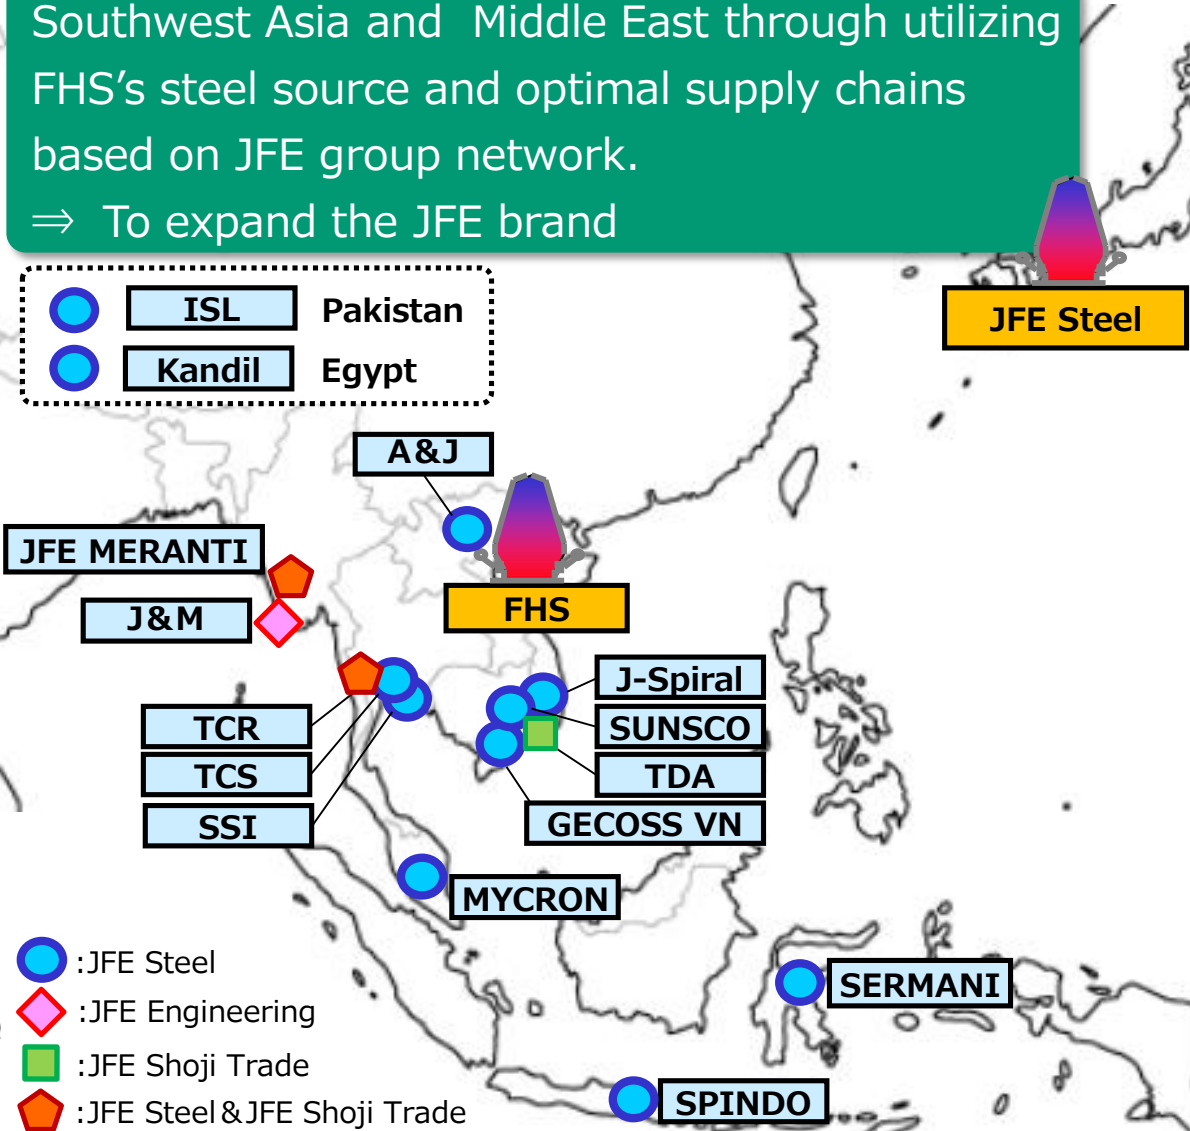 Southwest Asia and Middle East through utilizing
FHS’s steel source and optimal supply chains
based on JFE group network.
⇒ To expand the JFE brand
ISL Pakistan
Kandil Egypt
JFE Steel
A&J
JFE MERANTI
J&M
FHS
J-Spiral
TCR
SUNSCO
TCS
TDA
SSI
GECOSS VN
MYCRON
:JFE Steel
SERMANI
:JFE Engineering
:JFE Shoji Trade
SPINDO
:JFE Steel&JFE Shoji Trade